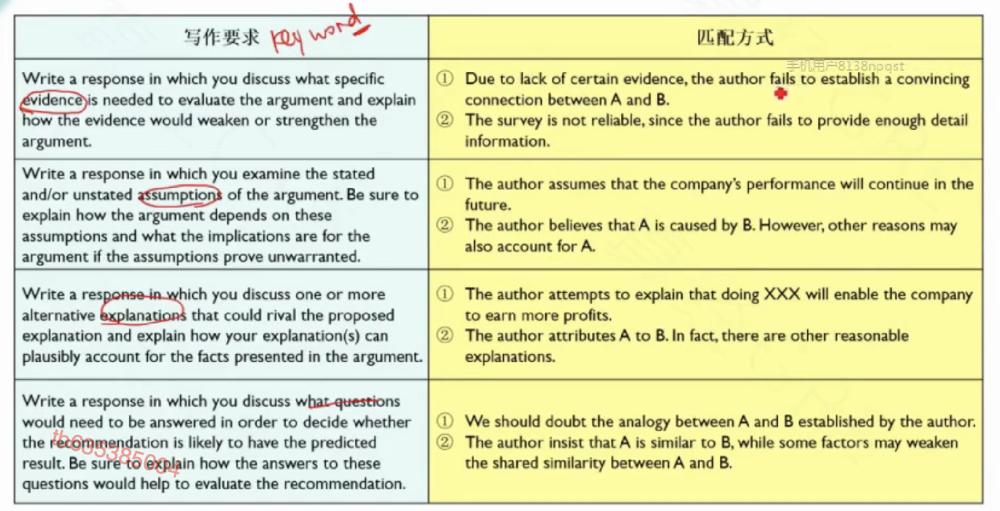 写作要求 key word
匹配方式
手机用户8138npqst
Write a response in which you discuss what specific
evidence is needed to evaluate the argument and explain
how the evidence would weaken or strengthen the
argument.
① Due to lack of certain evidence, the author fails to establish a convincing
connection between A and B.
② The survey is not reliable, since the author fails to provide enough detail
information.
Write a response in which you examine the stated
and/or unstated assumptions of the argument. Be sure to
explain how the argument depends on these
assumptions and what the implications are for the
argument if the assumptions prove unwarranted.
① The author assumes that the company's performance will continue in the
future.
② The author believes that A is caused by B. However, other reasons may
also account for A.
Write a response in which you discuss one or more
alternative explanations that could rival the proposed
explanation and explain how your explanation(s) can
plausibly account for the facts presented in the argument.
① The author attempts to explain that doing XXX will enable the company
to earn more profits.
② The author attributes A to B. In fact, there are other reasonable
explanations.
Write a response in which you discuss what questions
would need to be answered in order to decide whether
the recommendation is likely to have the predicted
result. Be sure to explain how the answers to these
questions would help to evaluate the recommendation.
tb605385004
① We should doubt the analogy between A and B established by the author.
② The author insist that A is similar to B, while some factors may weaken
the shared similarity between A and B.